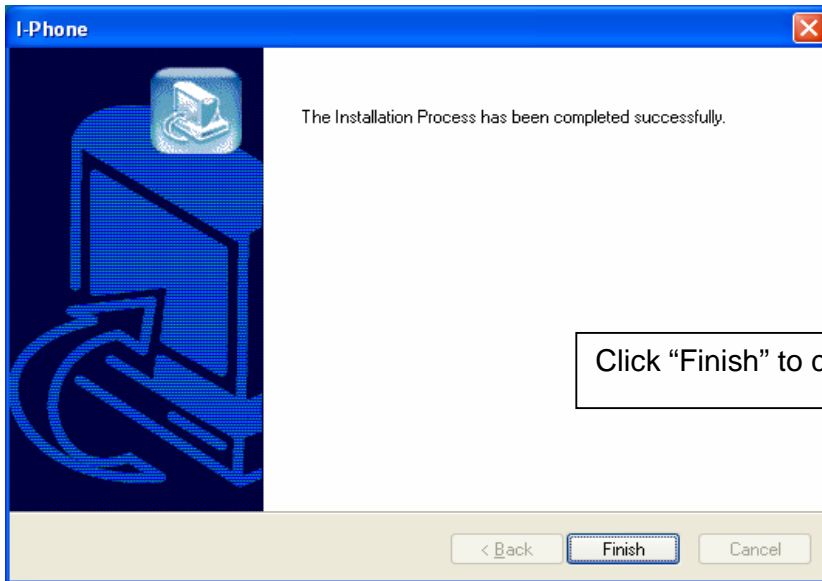 I-Phone
The Installation Process has been completed successfully.
Click “Finish” to
< Back
Finish
Cancel